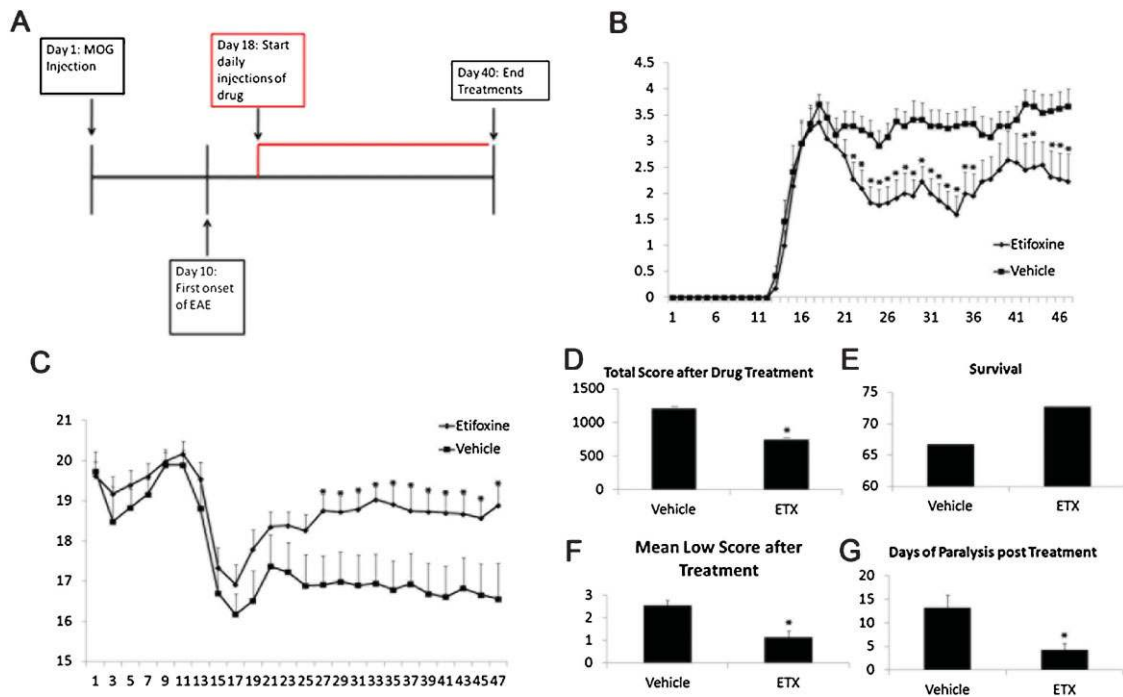 A
Day 1: MOG
Injection
Day 18: Start
daily
injections of
drug
Day 40: End
Treatments
Day 10:
First onset
of EAE
B
4.5
4
3.5
3
2.5
2
1.5
1
0.5
0
1 6 11 16 21 26 31 36 41 46
Etifoxine
Vehicle
C
21
20
19
18
17
16
15
1 3 5 7 9 11 13 15 17 19 21 23 25 27 29 31 33 35 37 39 41 43 45 47
Etifoxine
Vehicle
D
Total Score after Drug Treatment
1500
1000
500
0
*
Vehicle ETX
E
Survival
75
70
65
60
Vehicle ETX
F
Mean Low Score after
Treatment
3
2
1
0
*
Vehicle ETX
G
Days of Paralysis post Treatment
20
15
10
5
0
*
Vehicle ETX